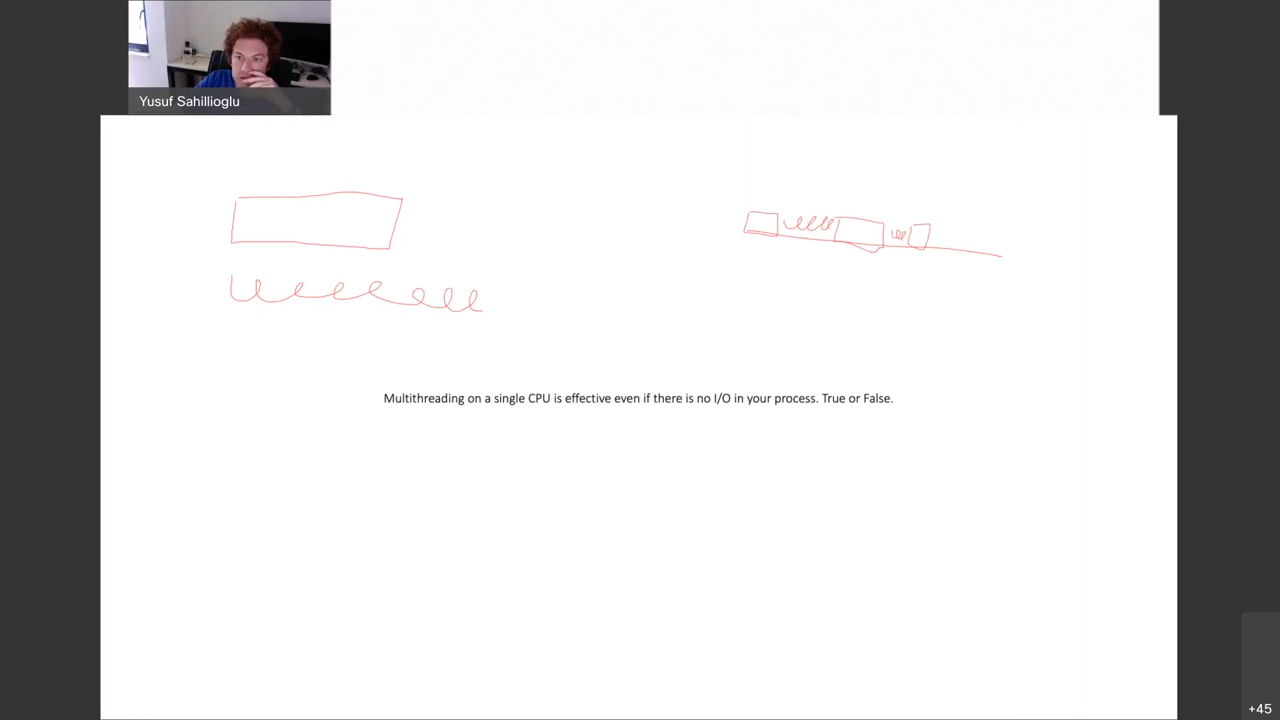 Yusuf Sahillioglu
Multithreading on a single CPU is effective even if there is no I/O in your process. True or False.
+45